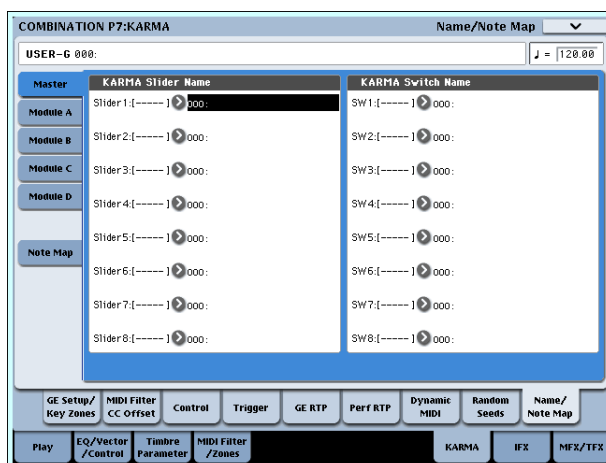 COMBINATION P7:KARMA
Name/Note Map
USER-G 000:
♩ = 120.00
Master
Module A
Module B
Module C
Module D
Note Map
KARMA Slider Name
Slider1:[----- ] 000:
Slider2:[----- ] 000:
Slider3:[----- ] 000:
Slider4:[----- ] 000:
Slider5:[----- ] 000:
Slider6:[----- ] 000:
Slider7:[----- ] 000:
Slider8:[----- ] 000:
KARMA Switch Name
SW1:[----- ] 000:
SW2:[----- ] 000:
SW3:[----- ] 000:
SW4:[----- ] 000:
SW5:[----- ] 000:
SW6:[----- ] 000:
SW7:[----- ] 000:
SW8:[----- ] 000:
GE Setup/
Key Zones
MIDI Filter
CC Offset
Control
Trigger
GE RTP
Perf RTP
Dynamic
MIDI
Random
Seeds
Name/
Note Map
Play
EQ/Vector
/Control
Timbre
Parameter
MIDI Filter
/Zones
KARMA
IFX
MFX/TFX